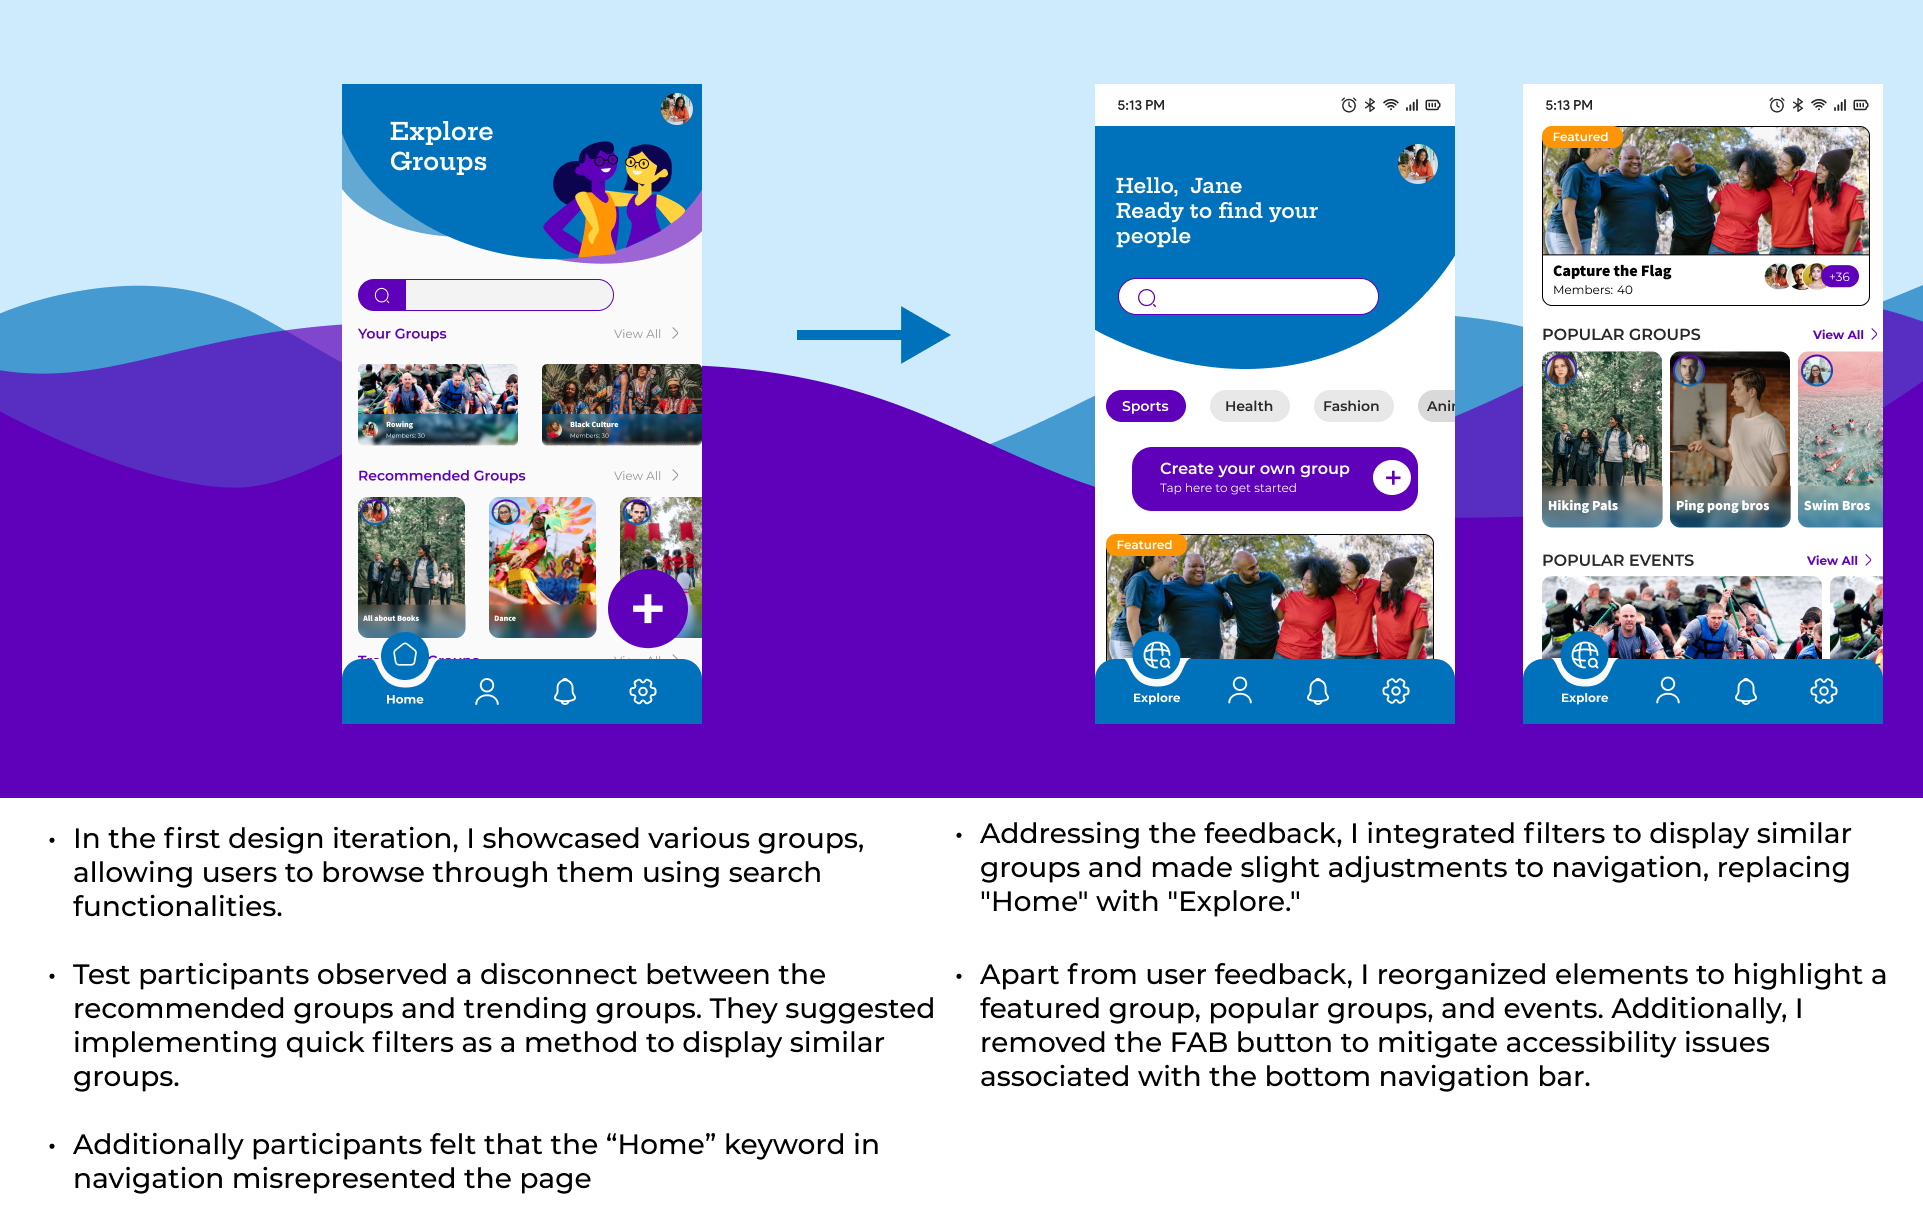 Explore
Groups
Your Groups
View All
Rowing
Members: 30
Black Culture
Members: 30
Recommended Groups
View All
All about Books
Dance
Home
5:13 PM
Hello, Jane
Ready to find your
people
Sports
Health
Fashion
Ani
Create your own group
Tap here to get started
Featured
Explore
5:13 PM
Featured
Capture the Flag
Members: 40
+36
POPULAR GROUPS
View All
Hiking Pals
Ping pong bros
Swim Bros
POPULAR EVENTS
View All
Explore
• In the first design iteration, I showcased various groups,
allowing users to browse through them using search
functionalities.
• Test participants observed a disconnect between the
recommended groups and trending groups. They suggested
implementing quick filters as a method to display similar
groups.
• Additionally participants felt that the “Home” keyword in
navigation misrepresented the page
• Addressing the feedback, I integrated filters to display similar
groups and made slight adjustments to navigation, replacing
"Home" with "Explore."
• Apart from user feedback, I reorganized elements to highlight a
featured group, popular groups, and events. Additionally, I
removed the FAB button to mitigate accessibility issues
associated with the bottom navigation bar.